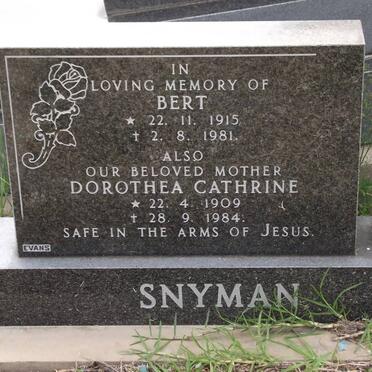 IN
LOVING MEMORY OF
BERT
★ 22. 11. 1915
† 2. 8. 1981.
ALSO
OUR BELOVED MOTHER
DOROTHEA CATHRINE
★ 22. 4. 1909
† 28. 9. 1984.
SAFE IN THE ARMS OF JESUS.
EVANS
SNYMAN